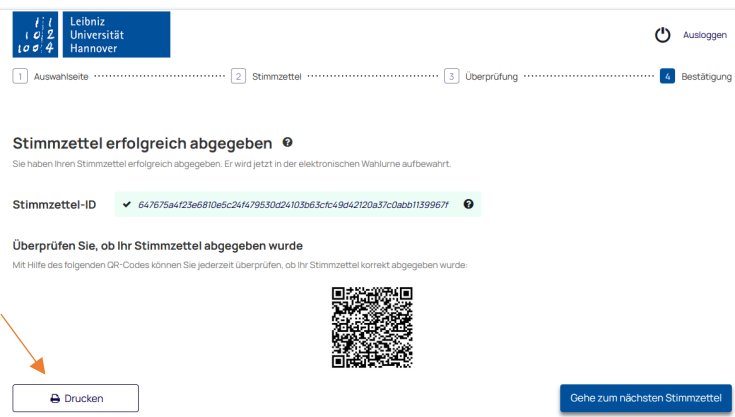 Leibniz
Universität
Hannover
Ausloggen
1 Auswahlseite 2 Stimmzettel 3 Überprüfung 4 Bestätigung
Stimmzettel erfolgreich abgegeben
Sie haben Ihren Stimmzettel erfolgreich abgegeben. Er wird jetzt in der elektronischen Wahlurne aufbewahrt.
Stimmzettel-ID 647675a4f23e6810e5c24f479530d24103b63cfc49d42120a37c0abb1139967f
Überprüfen Sie, ob Ihr Stimmzettel abgegeben wurde
Mit Hilfe des folgenden QR-Codes können Sie jederzeit überprüfen, ob Ihr Stimmzettel korrekt abgegeben wurde:
Drucken
Gehe zum nächsten Stimmzettel